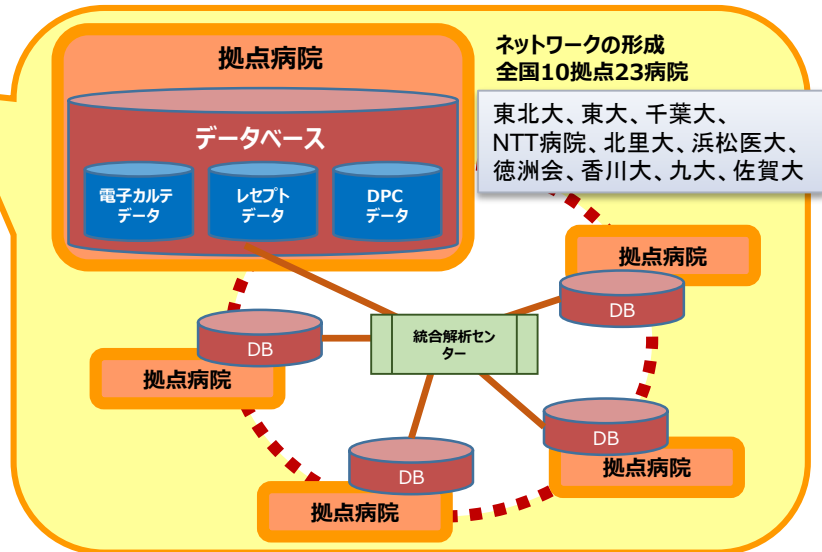 拠点病院
データベース
電子カルテ
データ
レセプト
データ
DPC
データ
ネットワークの形成
全国10拠点23病院
東北大、東大、千葉大、
NTT病院、北里大、浜松医大、
徳洲会、香川大、九大、佐賀大
拠点病院
DB
統合解析セン
ター
DB
拠点病院
DB
拠点病院
DB
拠点病院